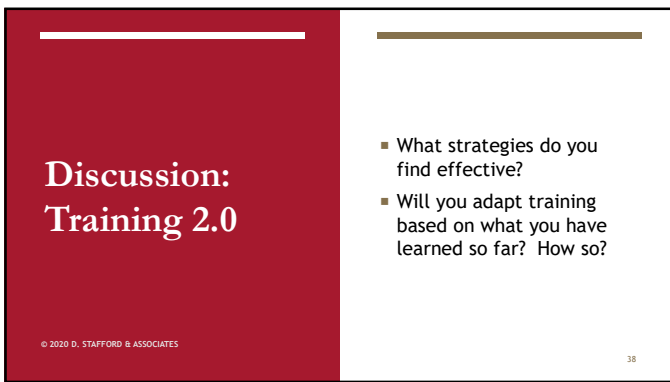 Discussion:
Training 2.0
© 2020 D. STAFFORD & ASSOCIATES
▪ What strategies do you
find effective?
▪ Will you adapt training
based on what you have
learned so far?  How so?
38